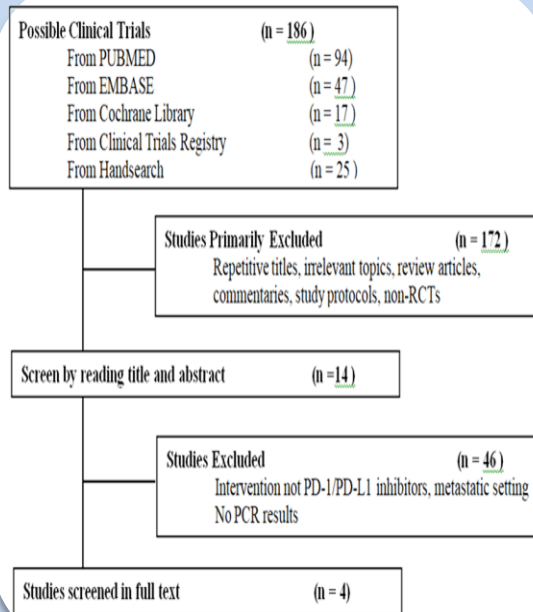 Possible Clinical Trials (n = 186 )
From PUBMED (n = 94)
From EMBASE (n = 47 )
From Cochrane Library (n = 17 )
From Clinical Trials Registry (n = 3)
From Handsearch (n = 25 )
Studies Primarily Excluded (n = 172 )
Repetitive titles, irrelevant topics, review articles,
commentaries, study protocols, non-RCTs
Screen by reading title and abstract (n =14 )
Studies Excluded (n = 46 )
Intervention not PD-1/PD-L1 inhibitors, metastatic setting
No PCR results
Studies screened in full text (n = 4)